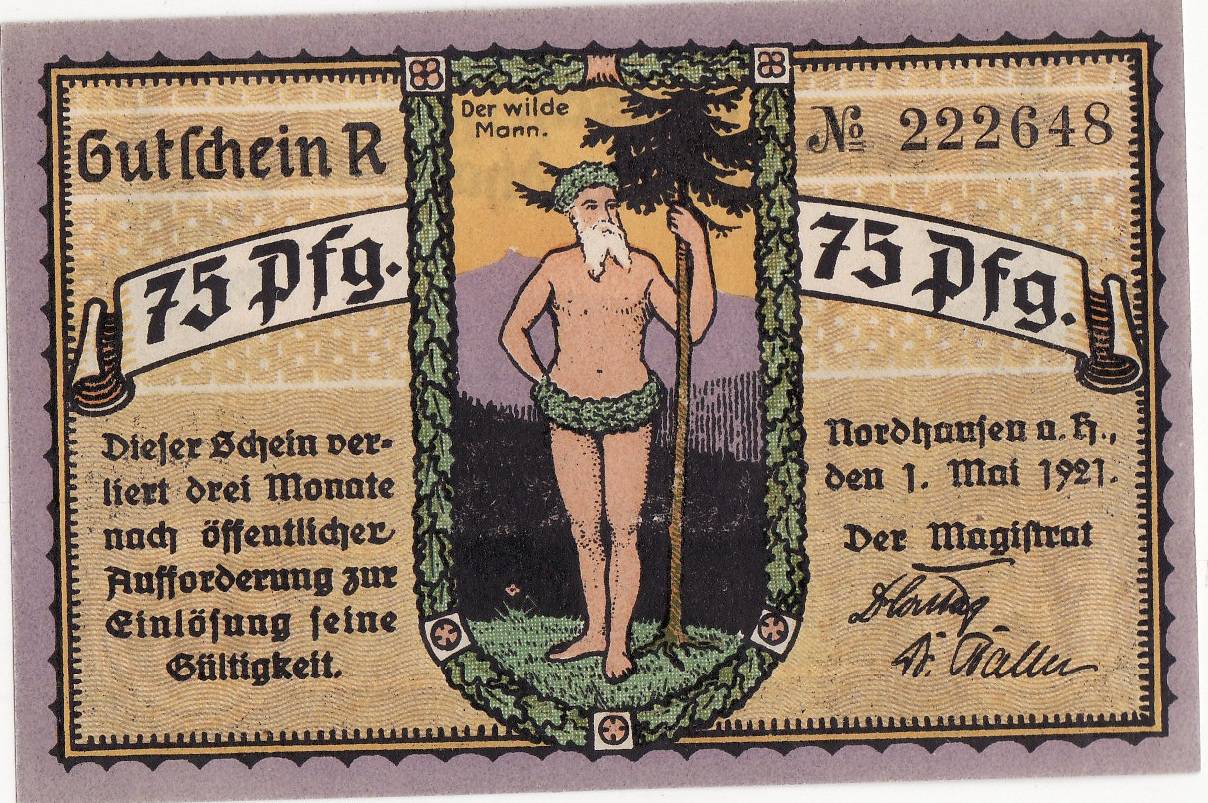 Gutschein R
75 Pfg.
Dieser Schein ver-
liert drei Monate
nach öffentlicher
Aufforderung zur
Einlösung seine
Gültigkeit.
Der wilde
Mann.
№ 222648
75 Pfg.
Nordhausen a. H.,
den 1. Mai 1921.
Der Magistrat